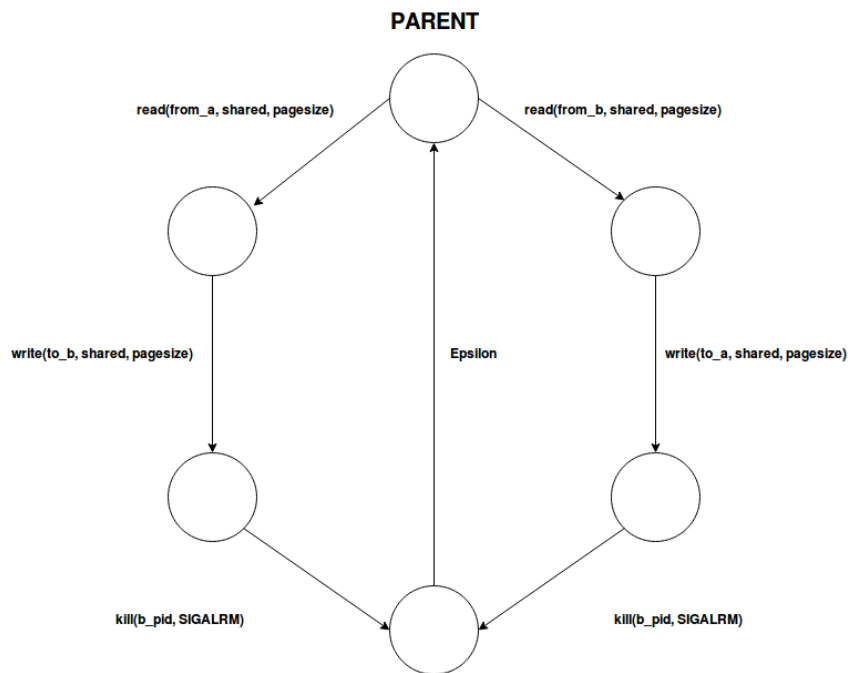 PARENT
read(from_a, shared, pagesize)
read(from_b, shared, pagesize)
write(to_b, shared, pagesize)
Epsilon
write(to_a, shared, pagesize)
kill(b_pid, SIGALRM)
kill(b_pid, SIGALRM)